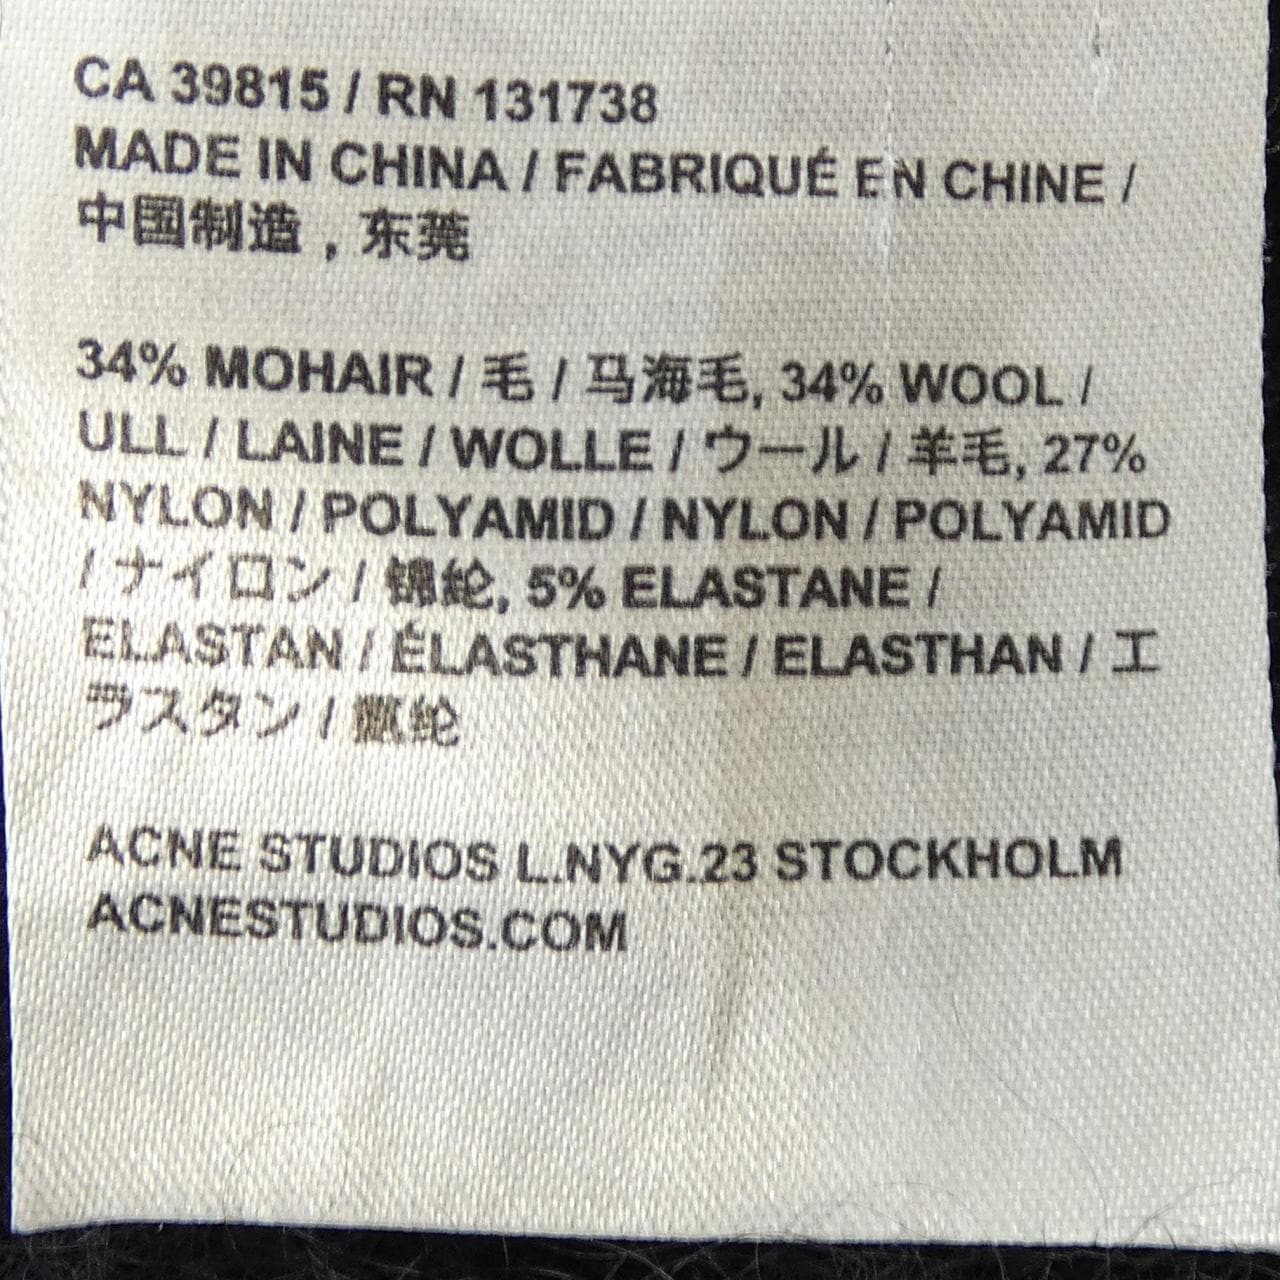 CA 39815 / RN 131738
MADE IN CHINA / FABRIQUÉ EN CHINE /
中国制造，东莞
34% MOHAIR / 毛 / 马海毛, 34% WOOL /
ULL / LAINE / WOLLE / ウール / 羊毛, 27%
NYLON / POLYAMID / NYLON / POLYAMID
/ ナイロン / 锦纶, 5% ELASTANE /
ELASTAN / ÉLASTHANE / ELASTHAN / エ
ラスタン / 氨纶
ACNE STUDIOS L.NYG.23 STOCKHOLM
ACNESTUDIOS.COM